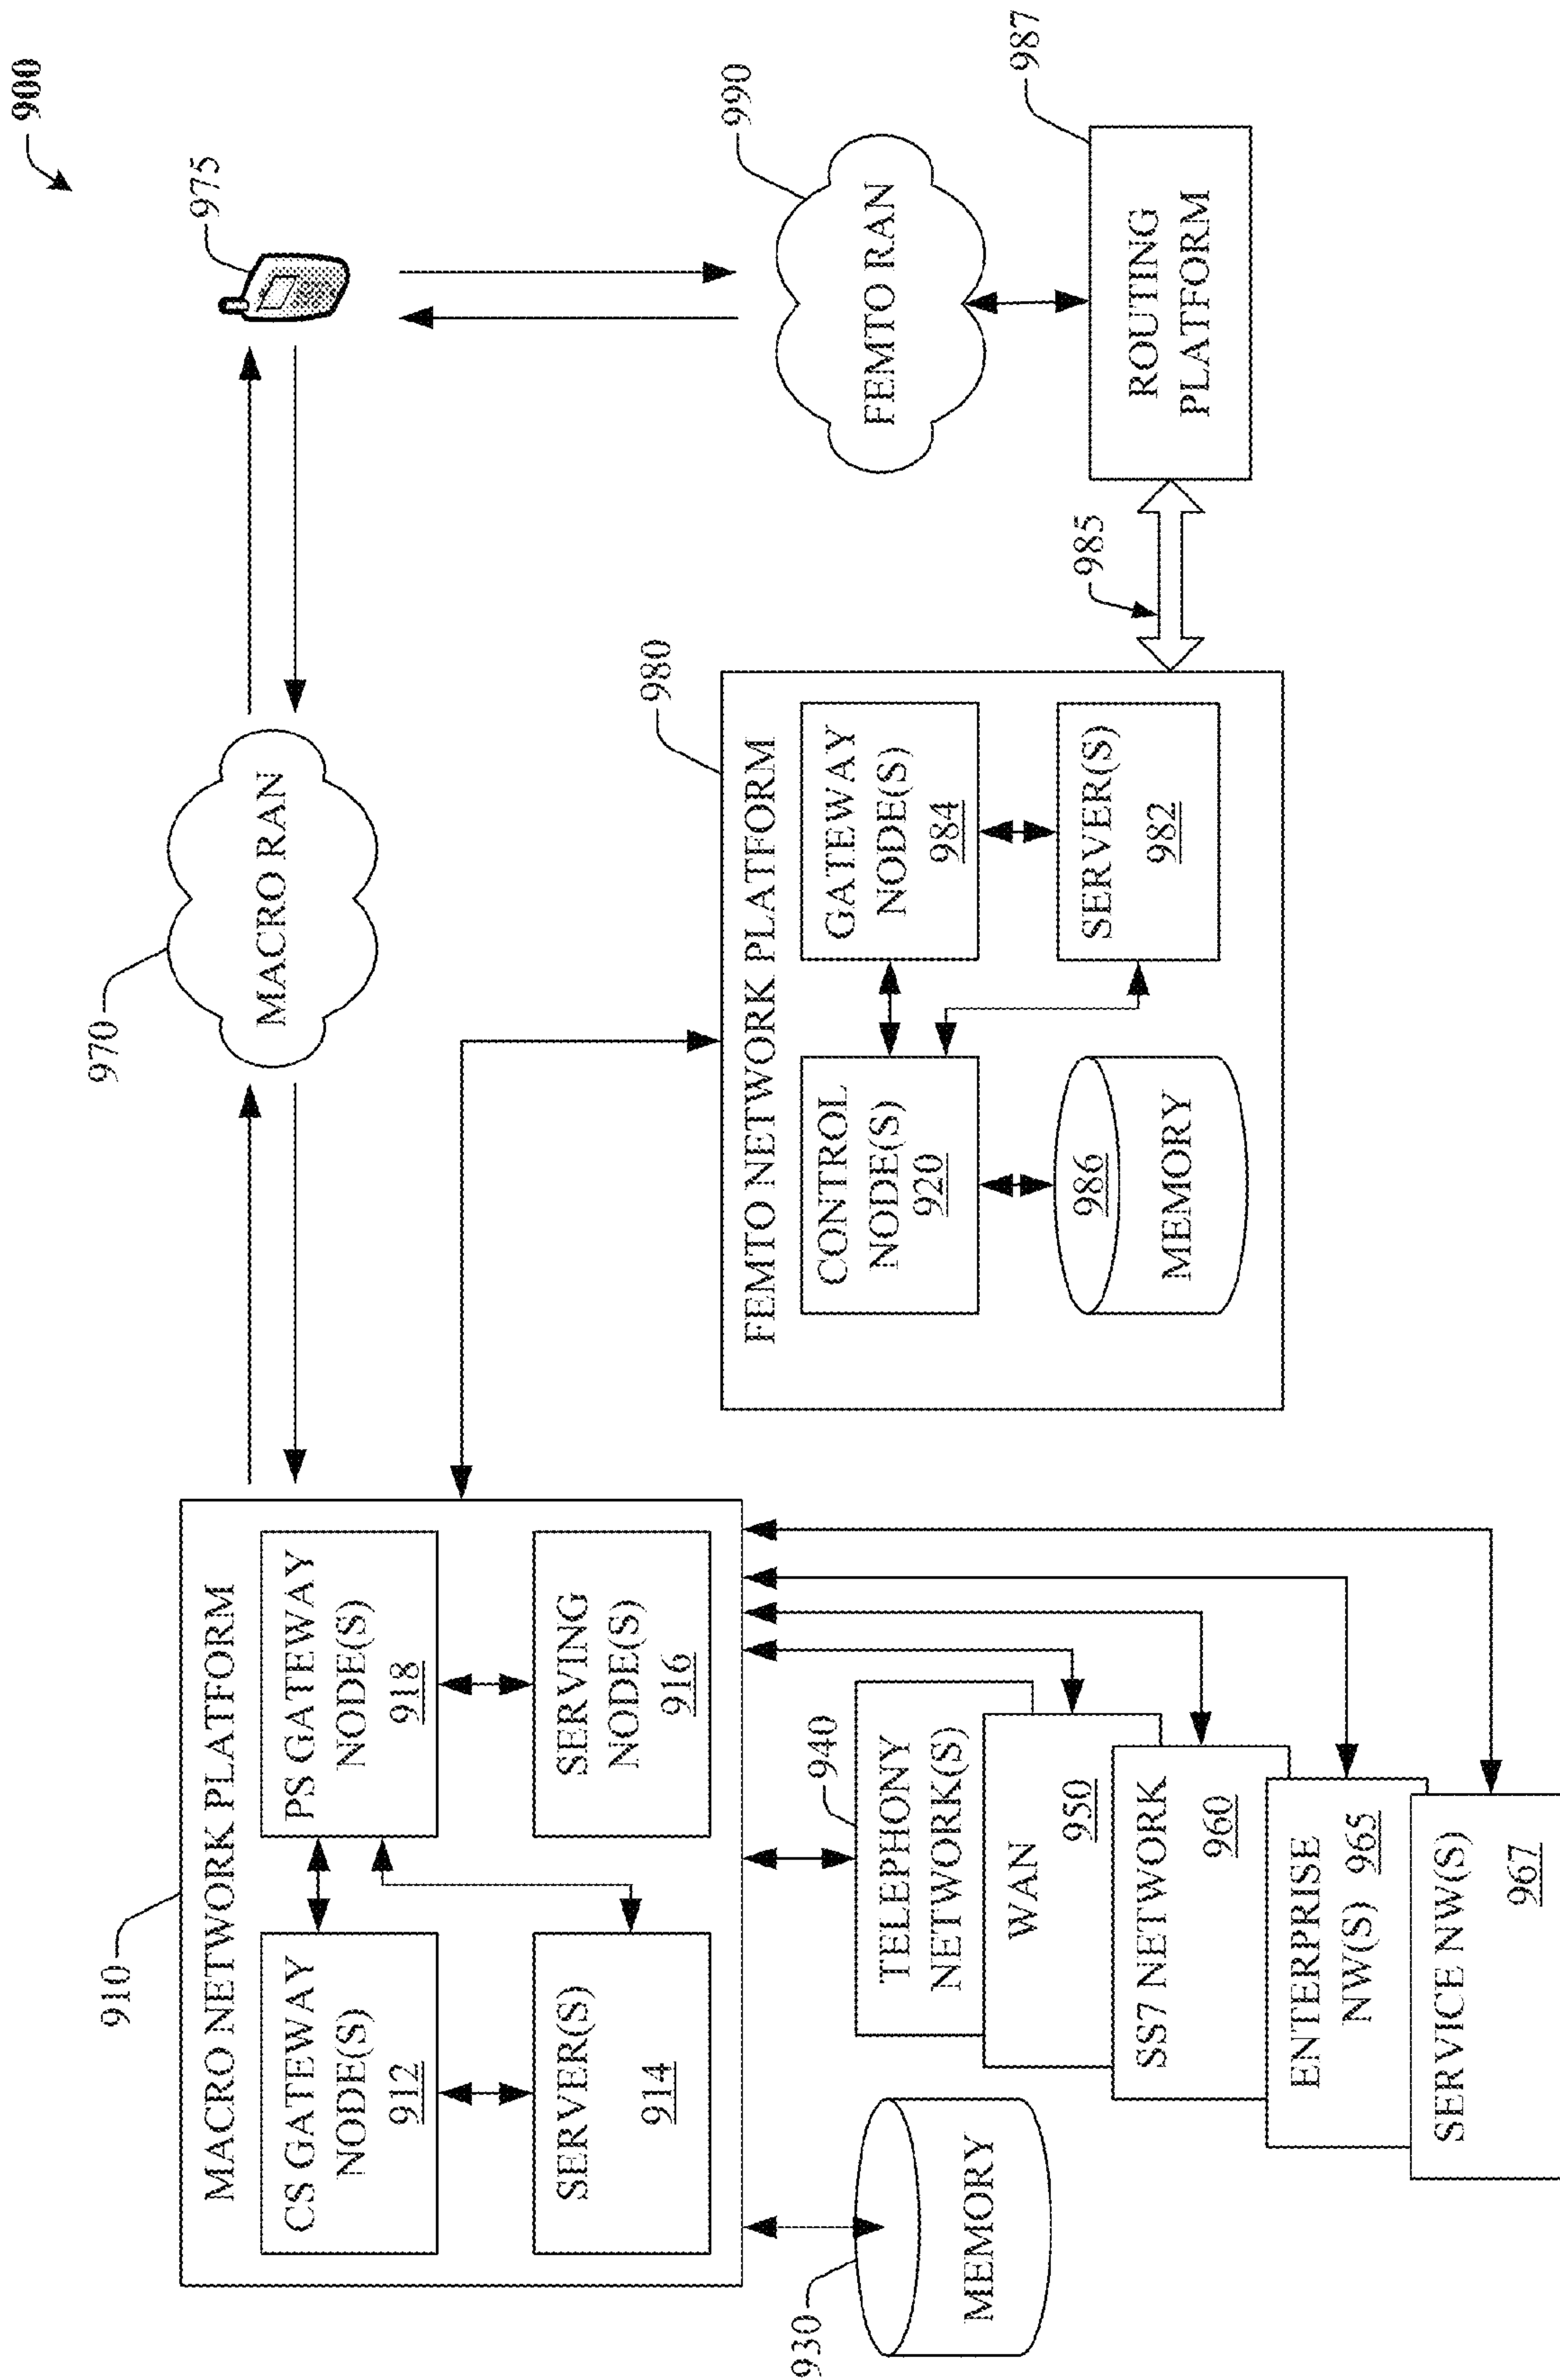 900
975
970
MACRO RAN
990
FEMTO RAN
987
ROUTING
PLATFORM
985
910
MACRO NETWORK PLATFORM
CS GATEWAY
NODE(S)
912
PS GATEWAY
NODE(S)
918
SERVER(S)
914
SERVING
NODE(S)
916
980
FEMTO NETWORK PLATFORM
CONTROL
NODE(S)
920
GATEWAY
NODE(S)
984
986
MEMORY
SERVER(S)
982
930
MEMORY
940
TELEPHONY
NETWORK(S)
WAN
950
SS7 NETWORK
960
ENTERPRISE
NW(S) 965
SERVICE NW(S)
967